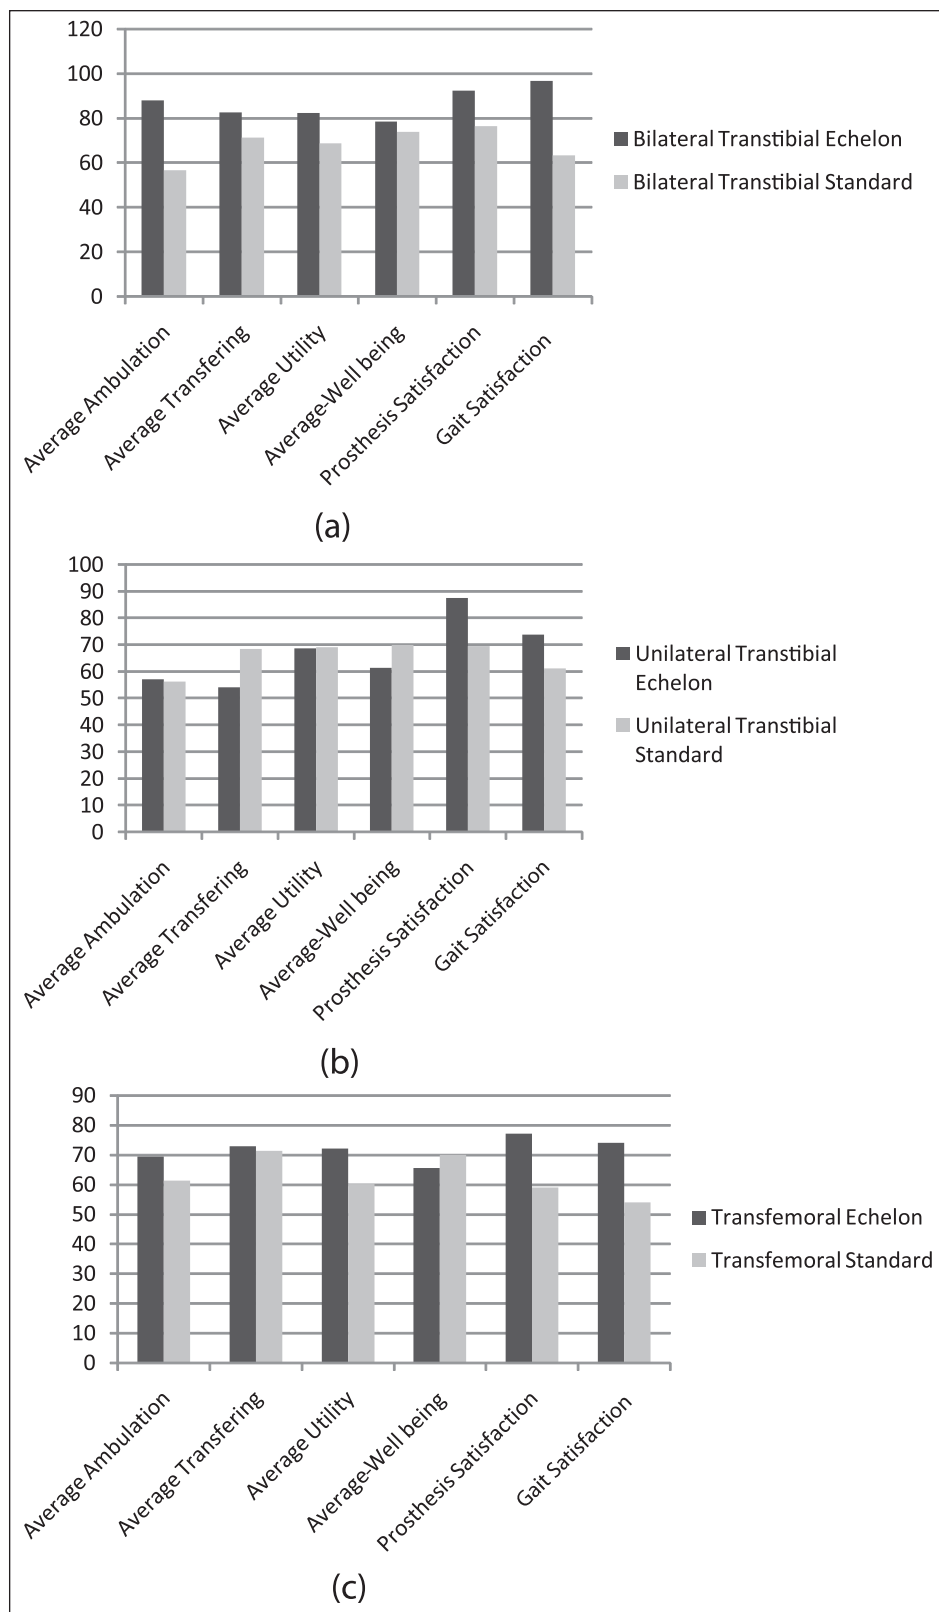 120
100
80
60
40
20
0
Bilateral Transtibial Echelon
Bilateral Transtibial Standard
Average Ambulation
Average Transfering
Average Utility
Average-Well being
Prosthesis Satisfaction
Gait Satisfaction
(a)
100
90
80
70
60
50
40
30
20
10
0
Unilateral Transtibial
Echelon
Unilateral Transtibial
Standard
Average Ambulation
Average Transfering
Average Utility
Average-Well being
Prosthesis Satisfaction
Gait Satisfaction
(b)
90
80
70
60
50
40
30
20
10
0
Transfemoral Echelon
Transfemoral Standard
Average Ambulation
Average Transfering
Average Utility
Average-Well being
Prosthesis Satisfaction
Gait Satisfaction
(c)